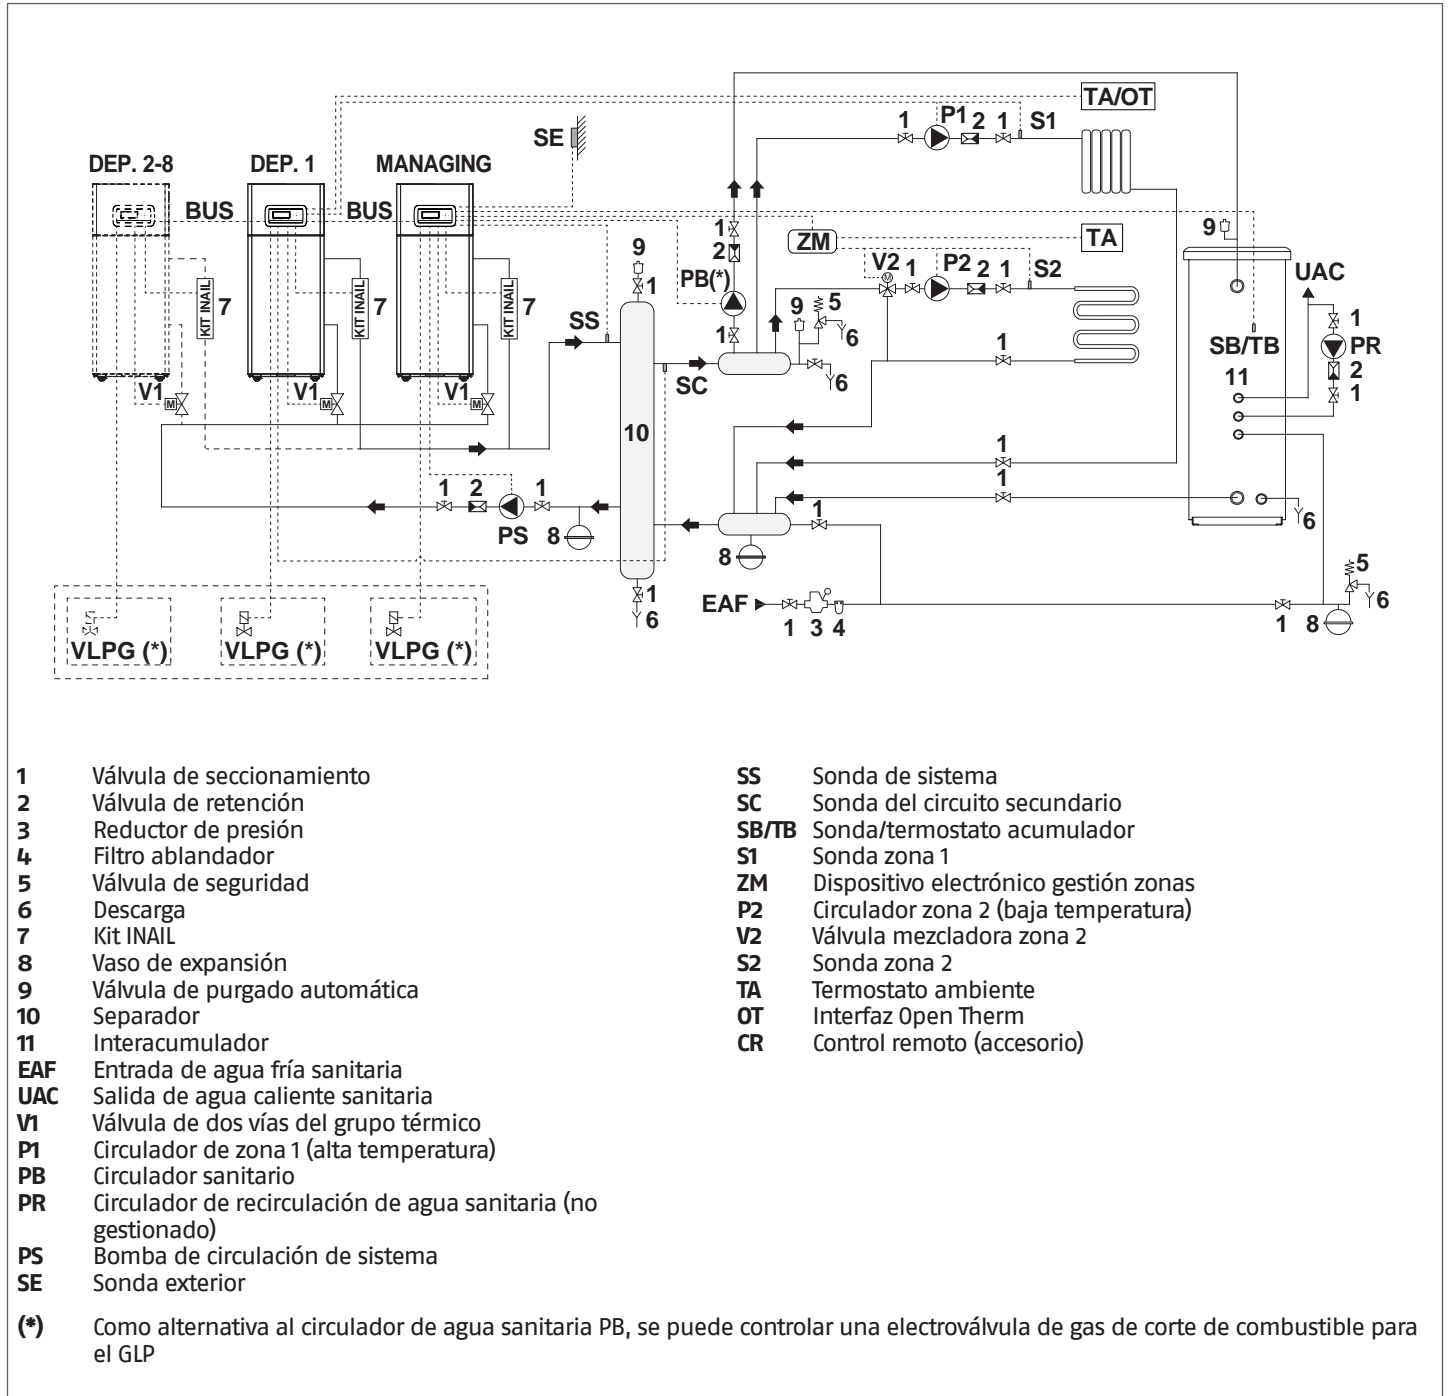 TA/OT
1
P1
2
1
S1
SE
DEP. 2-8
DEP. 1
MANAGING
BUS
BUS
1
9
ZM
TA
2
9
V2
1
P2
2
1
S2
UAC
PB(*)
1
KIT INAIL
7
KIT INAIL
7
KIT INAIL
7
SS
9
5
6
1
1
SB/TB
PR
1
2
SC
6
11
1
V1
M
V1
M
V1
M
10
1
1
1
2
1
1
PS
8
6
8
5
EAF
1
3
4
1
8
6
1
6
VLPG (*)
VLPG (*)
VLPG (*)
1 Válvula de seccionamiento
2 Válvula de retención
3 Reductor de presión
4 Filtro ablandador
5 Válvula de seguridad
6 Descarga
7 Kit INAIL
8 Vaso de expansión
9 Válvula de purgado automática
10 Separador
11 Interacumulador
EAF Entrada de agua fría sanitaria
UAC Salida de agua caliente sanitaria
V1 Válvula de dos vías del grupo térmico
P1 Circulador de zona 1 (alta temperatura)
PB Circulador sanitario
PR Circulador de recirculación de agua sanitaria (no
gestionado)
PS Bomba de circulación de sistema
SE Sonda exterior
SS Sonda de sistema
SC Sonda del circuito secundario
SB/TB Sonda/termostato acumulador
S1 Sonda zona 1
ZM Dispositivo electrónico gestión zonas
P2 Circulador zona 2 (baja temperatura)
V2 Válvula mezcladora zona 2
S2 Sonda zona 2
TA Termostato ambiente
OT Interfaz Open Therm
CR Control remoto (accesorio)
(*) Como alternativa al circulador de agua sanitaria PB, se puede controlar una electroválvula de gas de corte de combustible para
el GLP